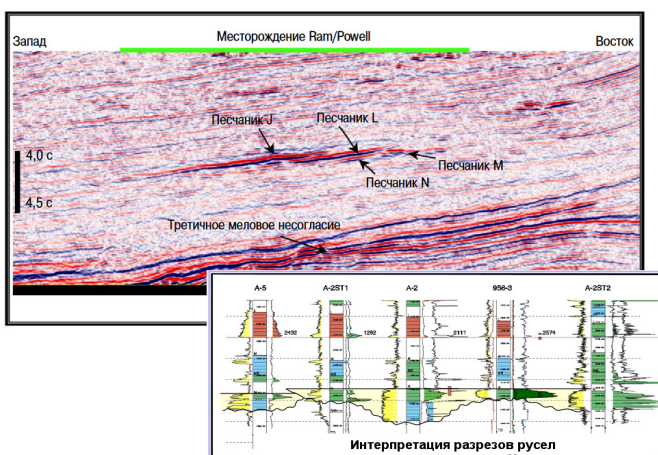 Месторождение Ram/Powell
Запад
Восток
Песчаник J
Песчаник L
4,0 с
Песчаник M
Песчаник N
4,5 с
Третичное меловое несогласие
A-5
A-2ST1
A-2
956-3
A-2ST2
2432
1282
2111
2574
Интерпретация разрезов русел